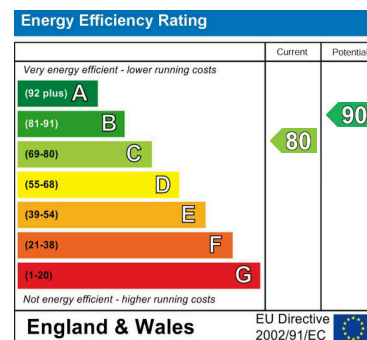 Energy Efficiency Rating
Current Potential
Very energy efficient - lower running costs
(92 plus) A
(81-91) B
90
(69-80) C
80
(55-68) D
(39-54) E
(21-38) F
(1-20) G
Not energy efficient - higher running costs
England & Wales
EU Directive
2002/91/EC